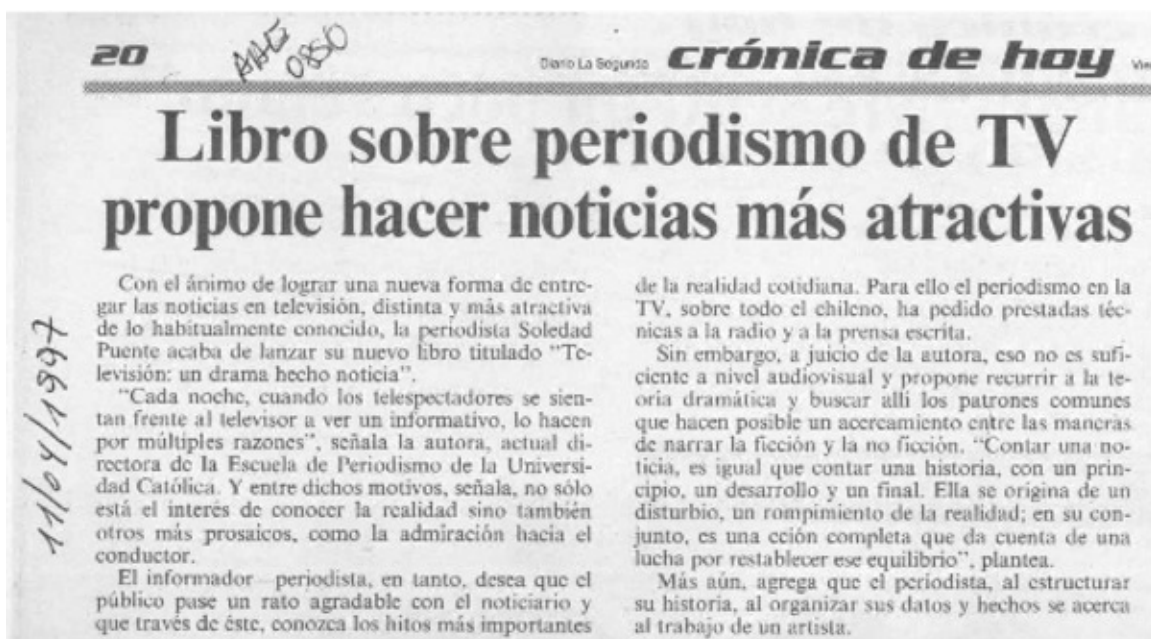 20
AAG
0850
Diario La Segunda
crónica de hoy
Vie
Libro sobre periodismo de TV
propone hacer noticias más atractivas
11/04/1997
Con el ánimo de lograr una nueva forma de entre-
gar las noticias en televisión, distinta y más atractiva
de lo habitualmente conocido, la periodista Soledad
Puente acaba de lanzar su nuevo libro titulado "Te-
levisión: un drama hecho noticia".
"Cada noche, cuando los telespectadores se sien-
tan frente al televisor a ver un informativo, lo hacen
por múltiples razones", señala la autora, actual di-
rectora de la Escuela de Periodismo de la Universi-
dad Católica. Y entre dichos motivos, señala, no sólo
está el interés de conocer la realidad sino también
otros más prosaicos, como la admiración hacia el
conductor.
El informador periodista, en tanto, desea que el
público pase un rato agradable con el noticiario y
que través de éste, conozca los hitos más importantes
de la realidad cotidiana. Para ello el periodismo en la
TV, sobre todo el chileno, ha pedido prestadas téc-
nicas a la radio y a la prensa escrita.
Sin embargo, a juicio de la autora, eso no es sufi-
ciente a nivel audiovisual y propone recurrir a la te-
oría dramática y buscar allí los patrones comunes
que hacen posible un acercamiento entre las maneras
de narrar la ficción y la no ficción. "Contar una no-
ticia, es igual que contar una historia, con un prin-
cipio, un desarrollo y un final. Ella se origina de un
disturbio, un rompimiento de la realidad; en su con-
junto, es una cción completa que da cuenta de una
lucha por restablecer ese equilibrio", plantea.
Más aún, agrega que el periodista, al estructurar
su historia, al organizar sus datos y hechos se acerca
al trabajo de un artista.